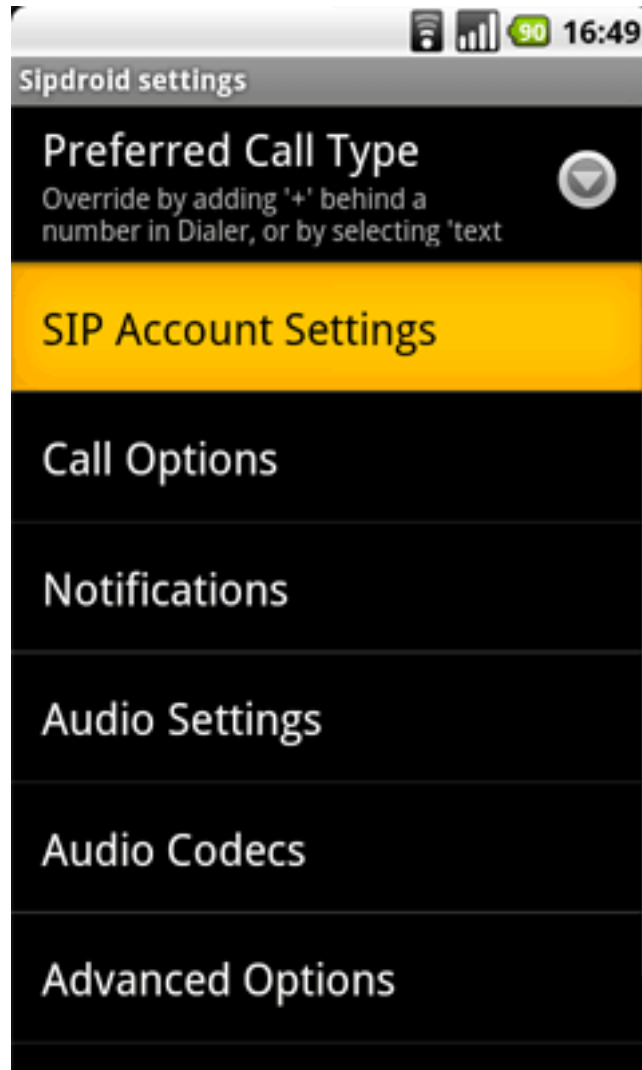 90 16:49
Sipdroid settings
Preferred Call Type
Override by adding '+' behind a
number in Dialer, or by selecting 'text
SIP Account Settings
Call Options
Notifications
Audio Settings
Audio Codecs
Advanced Options